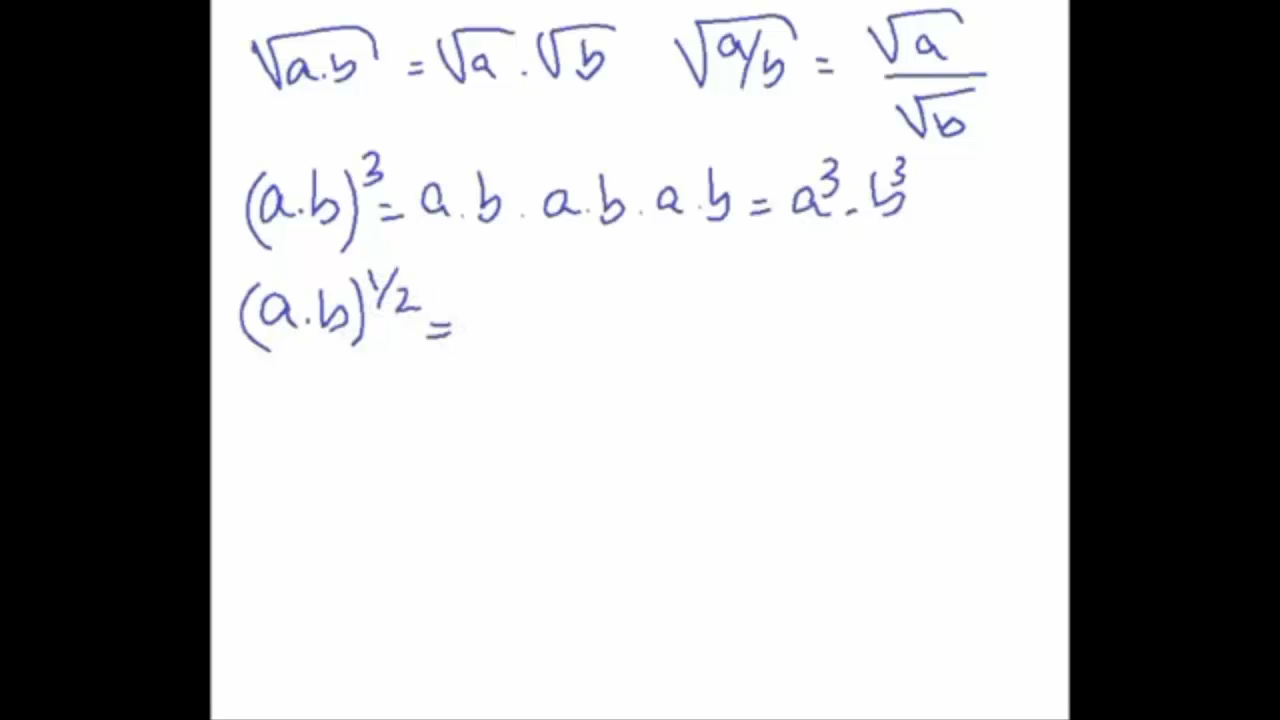 √a.b = √a . √b √a/b = √a/√b
(a.b)³ = a.b.a.b.a.b = a³.b³
(a.b)^1/2 =